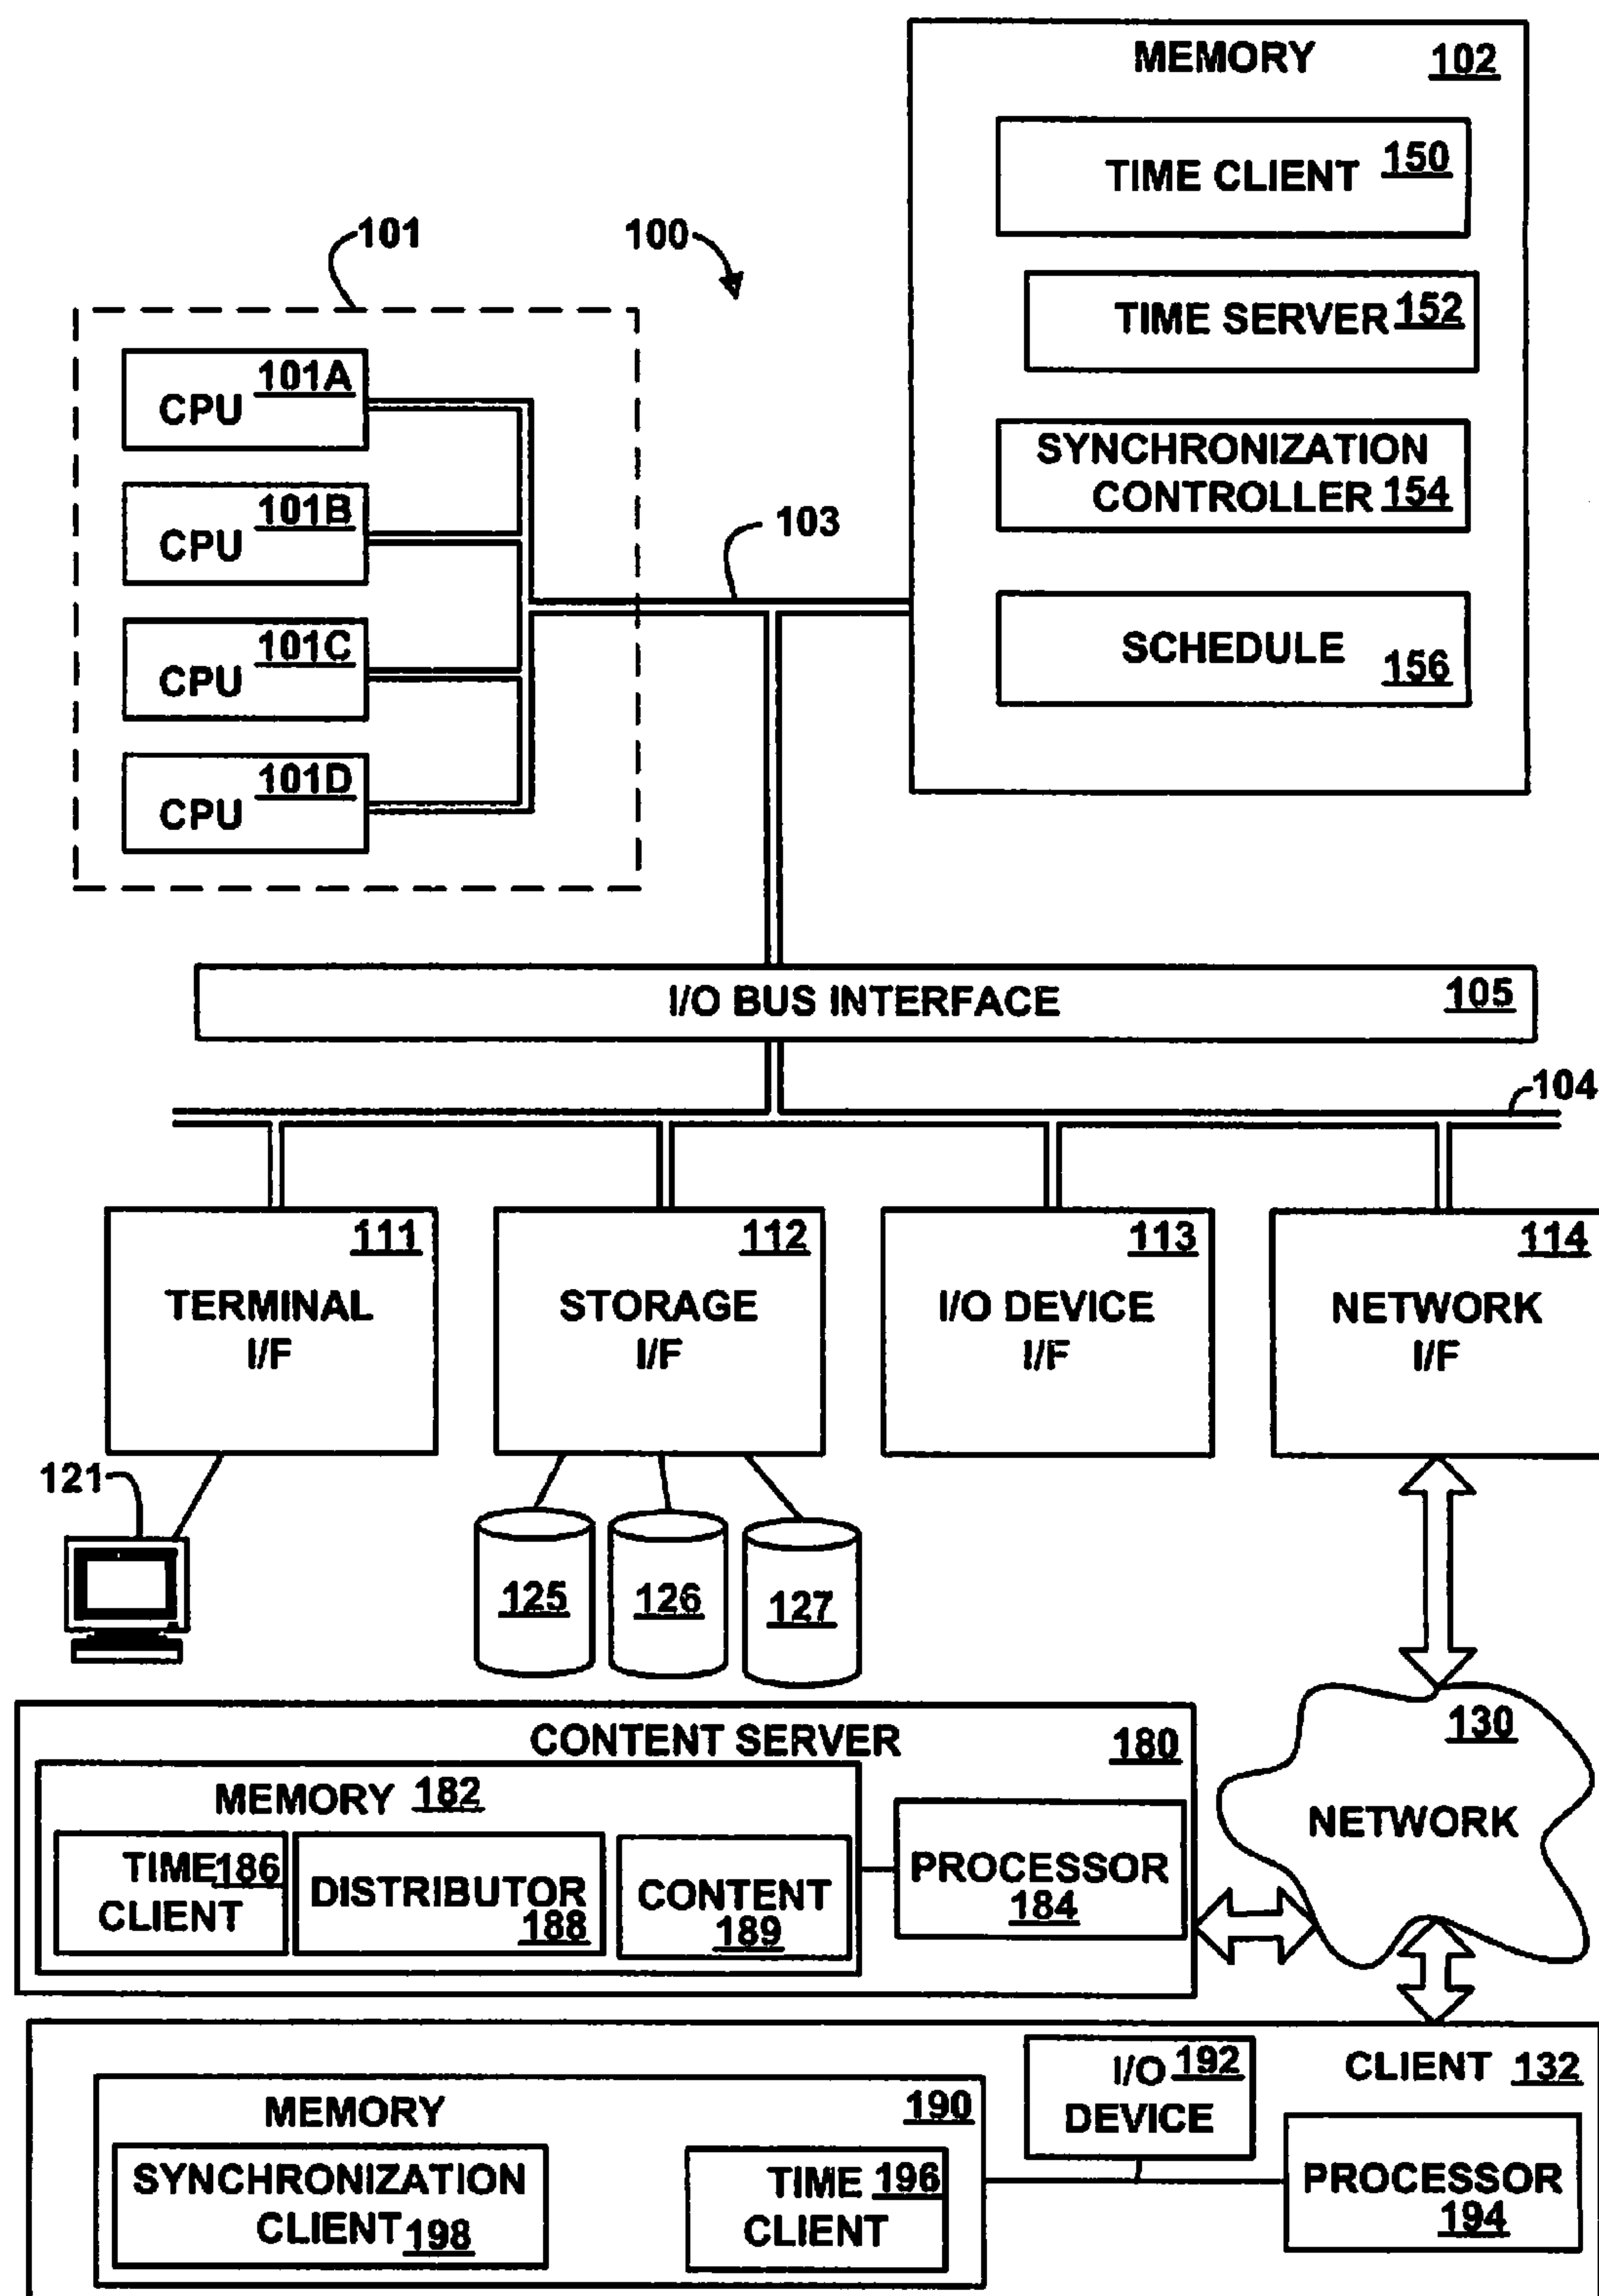 MEMORY 102
TIME CLIENT 150
TIME SERVER 152
SYNCHRONIZATION
CONTROLLER 154
SCHEDULE 156
101
100
CPU 101A
CPU 101B
CPU 101C
CPU 101D
103
I/O BUS INTERFACE 105
104
111
TERMINAL
I/F
112
STORAGE
I/F
113
I/O DEVICE
I/F
114
NETWORK
I/F
121
125
126
127
130
NETWORK
CONTENT SERVER 180
MEMORY 182
TIME 186
CLIENT
DISTRIBUTOR
188
CONTENT
189
PROCESSOR
184
CLIENT 132
I/O 192
DEVICE
MEMORY 190
SYNCHRONIZATION
CLIENT 198
TIME 196
CLIENT
PROCESSOR
194